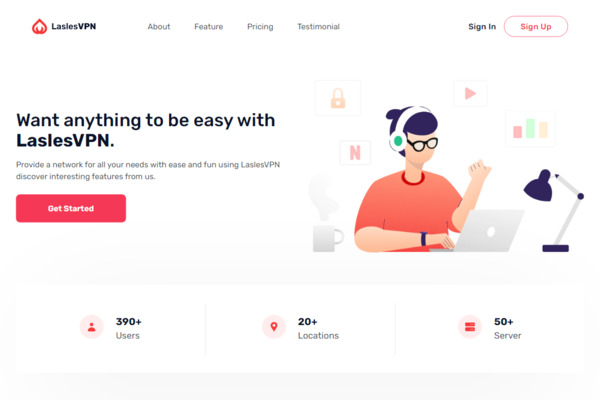 LaslesVPN
About
Feature
Pricing
Testimonial
Sign In
Sign Up
Want anything to be easy with
LaslesVPN.
Provide a network for all your needs with ease and fun using LaslesVPN
discover interesting features from us.
Get Started
N
390+
Users
20+
Locations
50+
Server